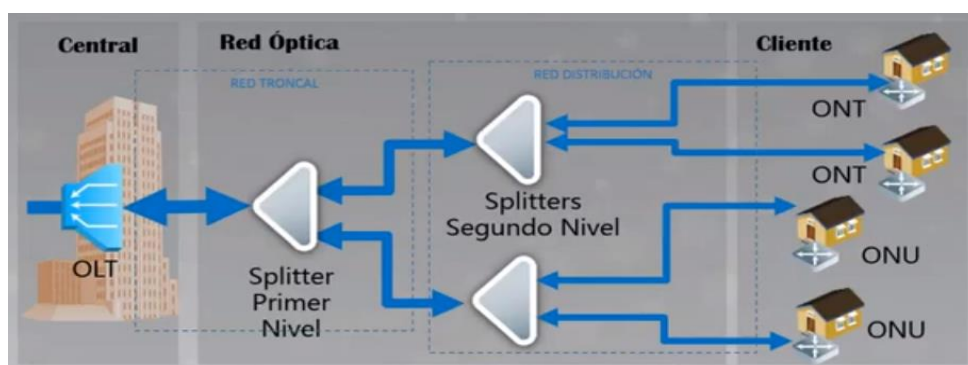 Central
Red Óptica
Cliente
RED TRONCAL
RED DISTRIBUCIÓN
ONT
ONT
Splitters
Segundo Nivel
ONU
OLT
Splitter
Primer
Nivel
ONU